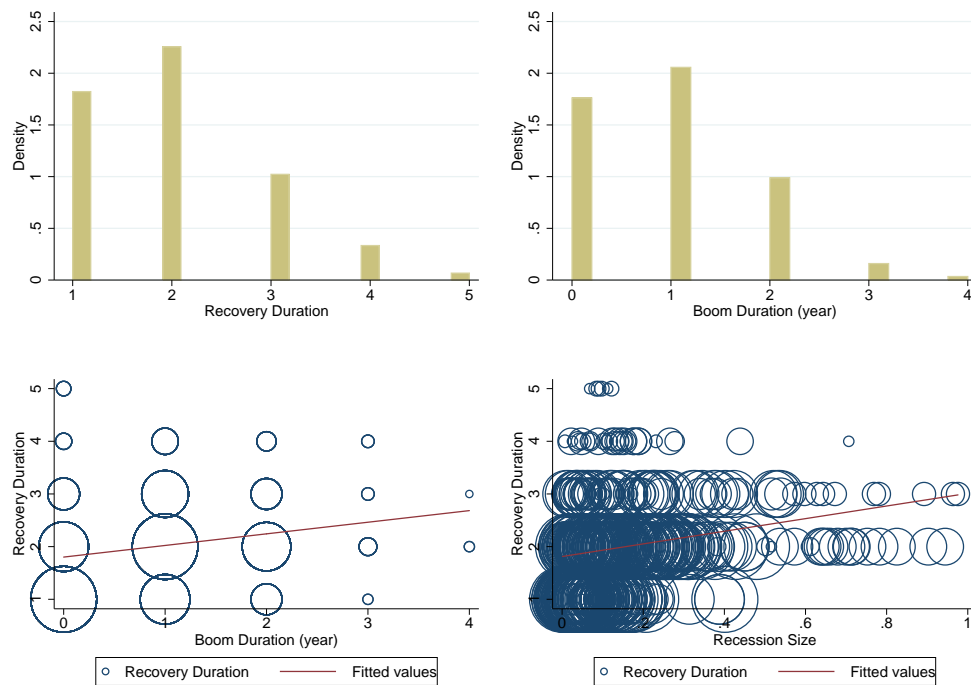 Density
0 .5 1 1.5 2 2.5
1 2 3 4 5
Recovery Duration
Density
0 .5 1 1.5 2 2.5
0 1 2 3 4
Boom Duration (year)
Recovery Duration
1 2 3 4 5
0 1 2 3 4
Boom Duration (year)
Recovery Duration Fitted values
Recovery Duration
1 2 3 4 5
0 .2 .4 .6 .8 1
Recession Size
Recovery Duration Fitted values